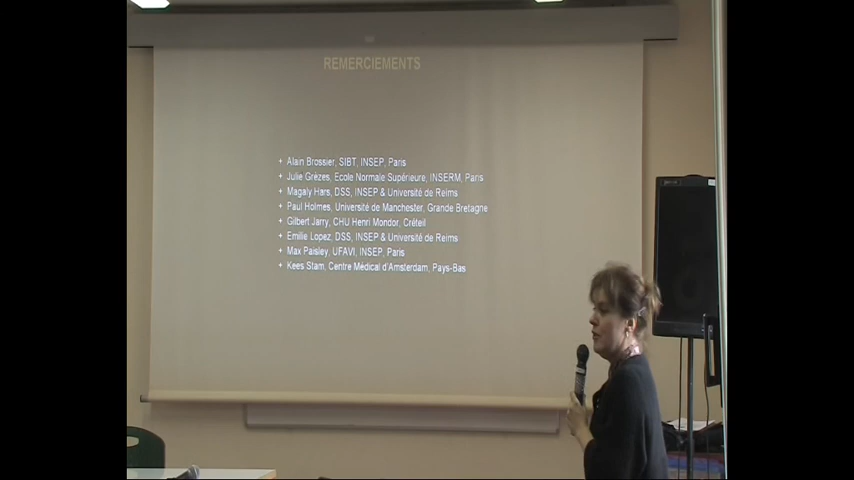 REMERCIEMENTS
+ Alain Brossier, SIBT, INSEP, Paris
+ Julie Grèzes, Ecole Normale Supérieure, INSERM, Paris
+ Magaly Hars, DSS, INSEP & Université de Reims
+ Paul Holmes, Université de Manchester, Grande Bretagne
+ Gilbert Jarry, CHU Henri Mondor, Créteil
+ Emilie Lopez, DSS, INSEP & Université de Reims
+ Max Paisley, UFAVI, INSEP, Paris
+ Kees Stam, Centre Médical d'Amsterdam, Pays-Bas